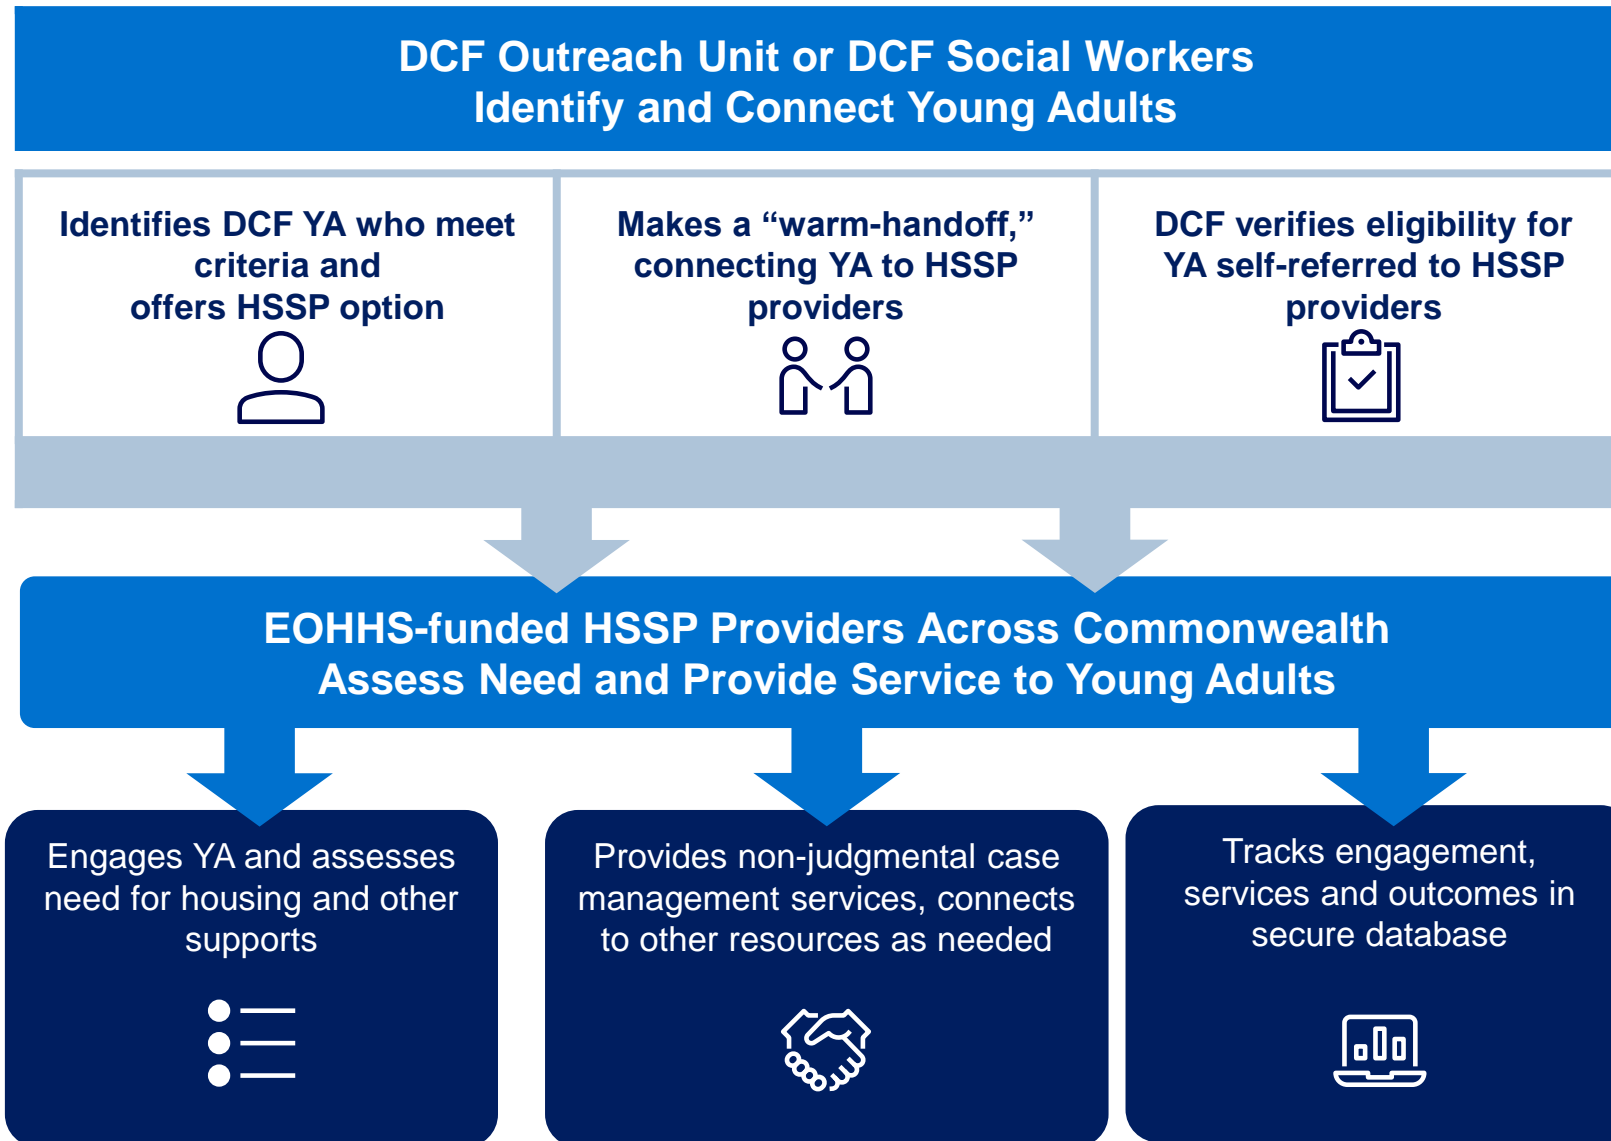 DCF Outreach Unit or DCF Social Workers
Identify and Connect Young Adults
Identifies DCF YA who meet
criteria and
offers HSSP option
Makes a “warm-handoff,”
connecting YA to HSSP
providers
DCF verifies eligibility for
YA self-referred to HSSP
providers
EOHHS-funded HSSP Providers Across Commonwealth
Assess Need and Provide Service to Young Adults
Engages YA and assesses
need for housing and other
supports
Provides non-judgmental case
management services, connects
to other resources as needed
Tracks engagement,
services and outcomes in
secure database